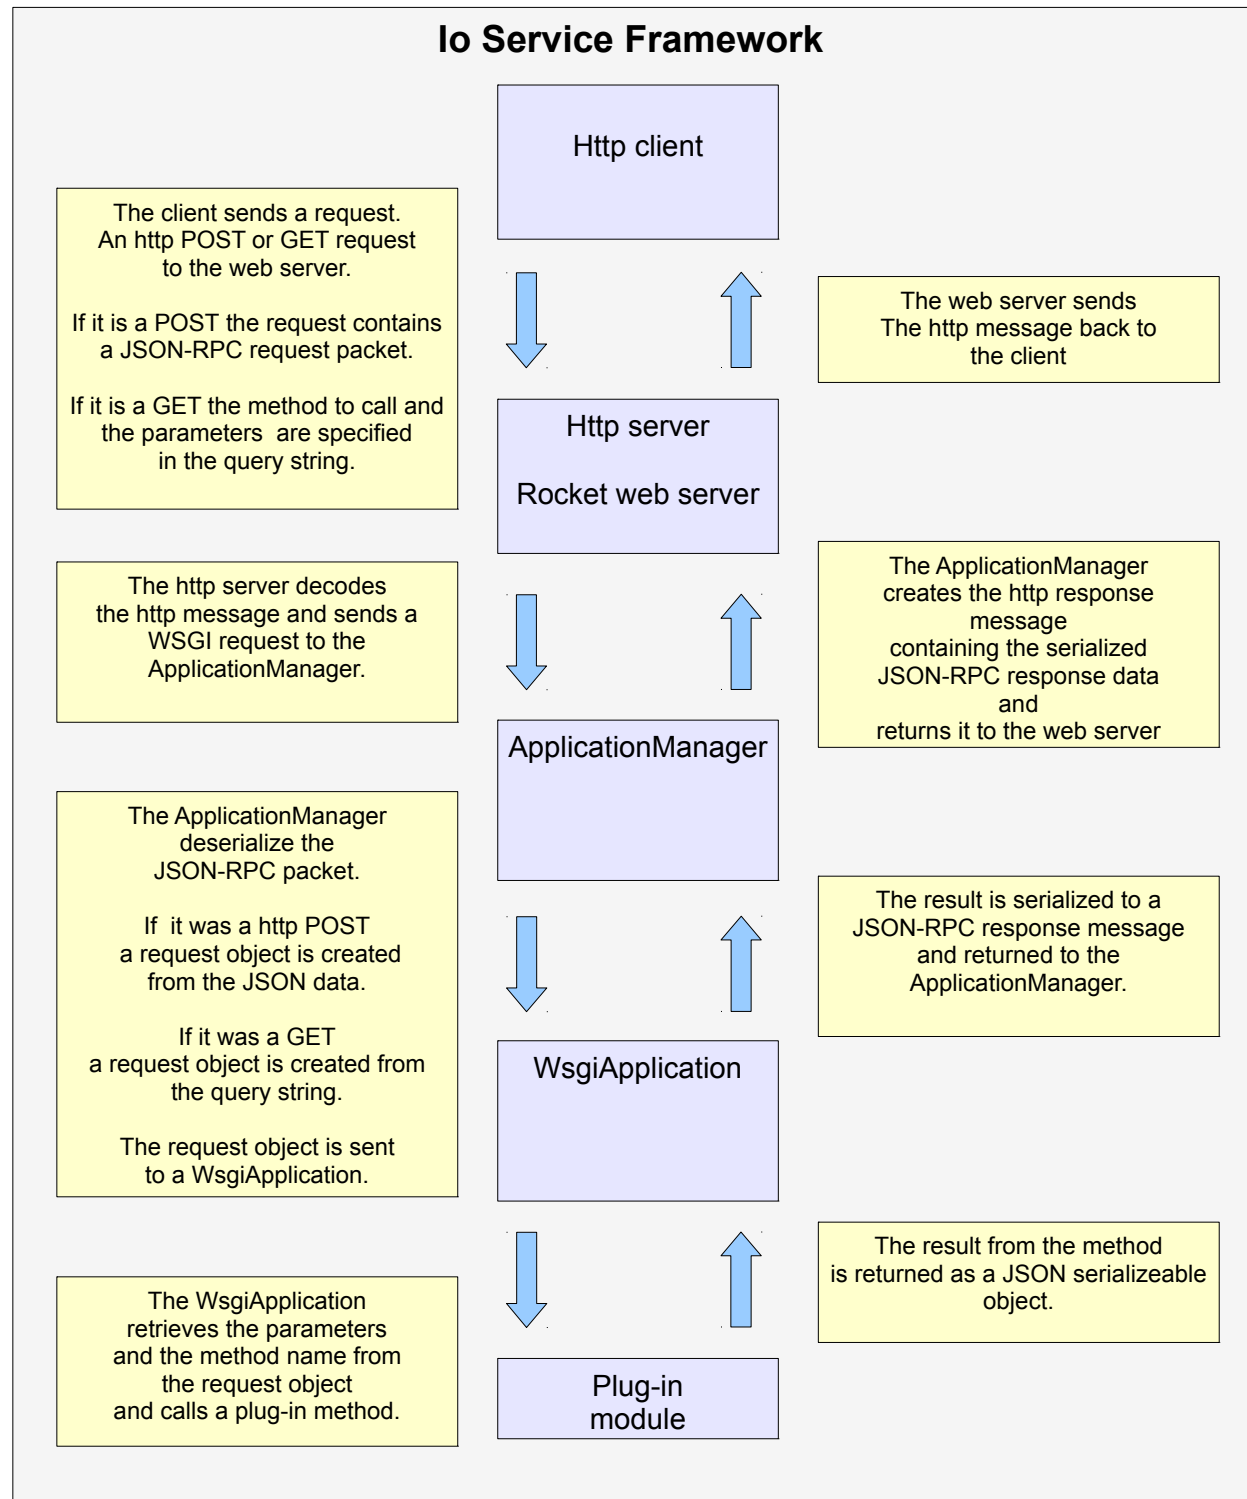 Io Service Framework
Http client
The client sends a request.
An http POST or GET request
to the web server.
If it is a POST the request contains
a JSON-RPC request packet.
If it is a GET the method to call and
the parameters are specified
in the query string.
The web server sends
The http message back to
the client
Http server
Rocket web server
The http server decodes
the http message and sends a
WSGI request to the
ApplicationManager.
The ApplicationManager
creates the http response
message
containing the serialized
JSON-RPC response data
and
returns it to the web server
ApplicationManager
The ApplicationManager
deserialize the
JSON-RPC packet.
If it was a http POST
a request object is created
from the JSON data.
If it was a GET
a request object is created from
the query string.
The request object is sent
to a WsgiApplication.
The result is serialized to a
JSON-RPC response message
and returned to the
ApplicationManager.
WsgiApplication
The WsgiApplication
retrieves the parameters
and the method name from
the request object
and calls a plug-in method.
The result from the method
is returned as a JSON serializeable
object.
Plug-in
module